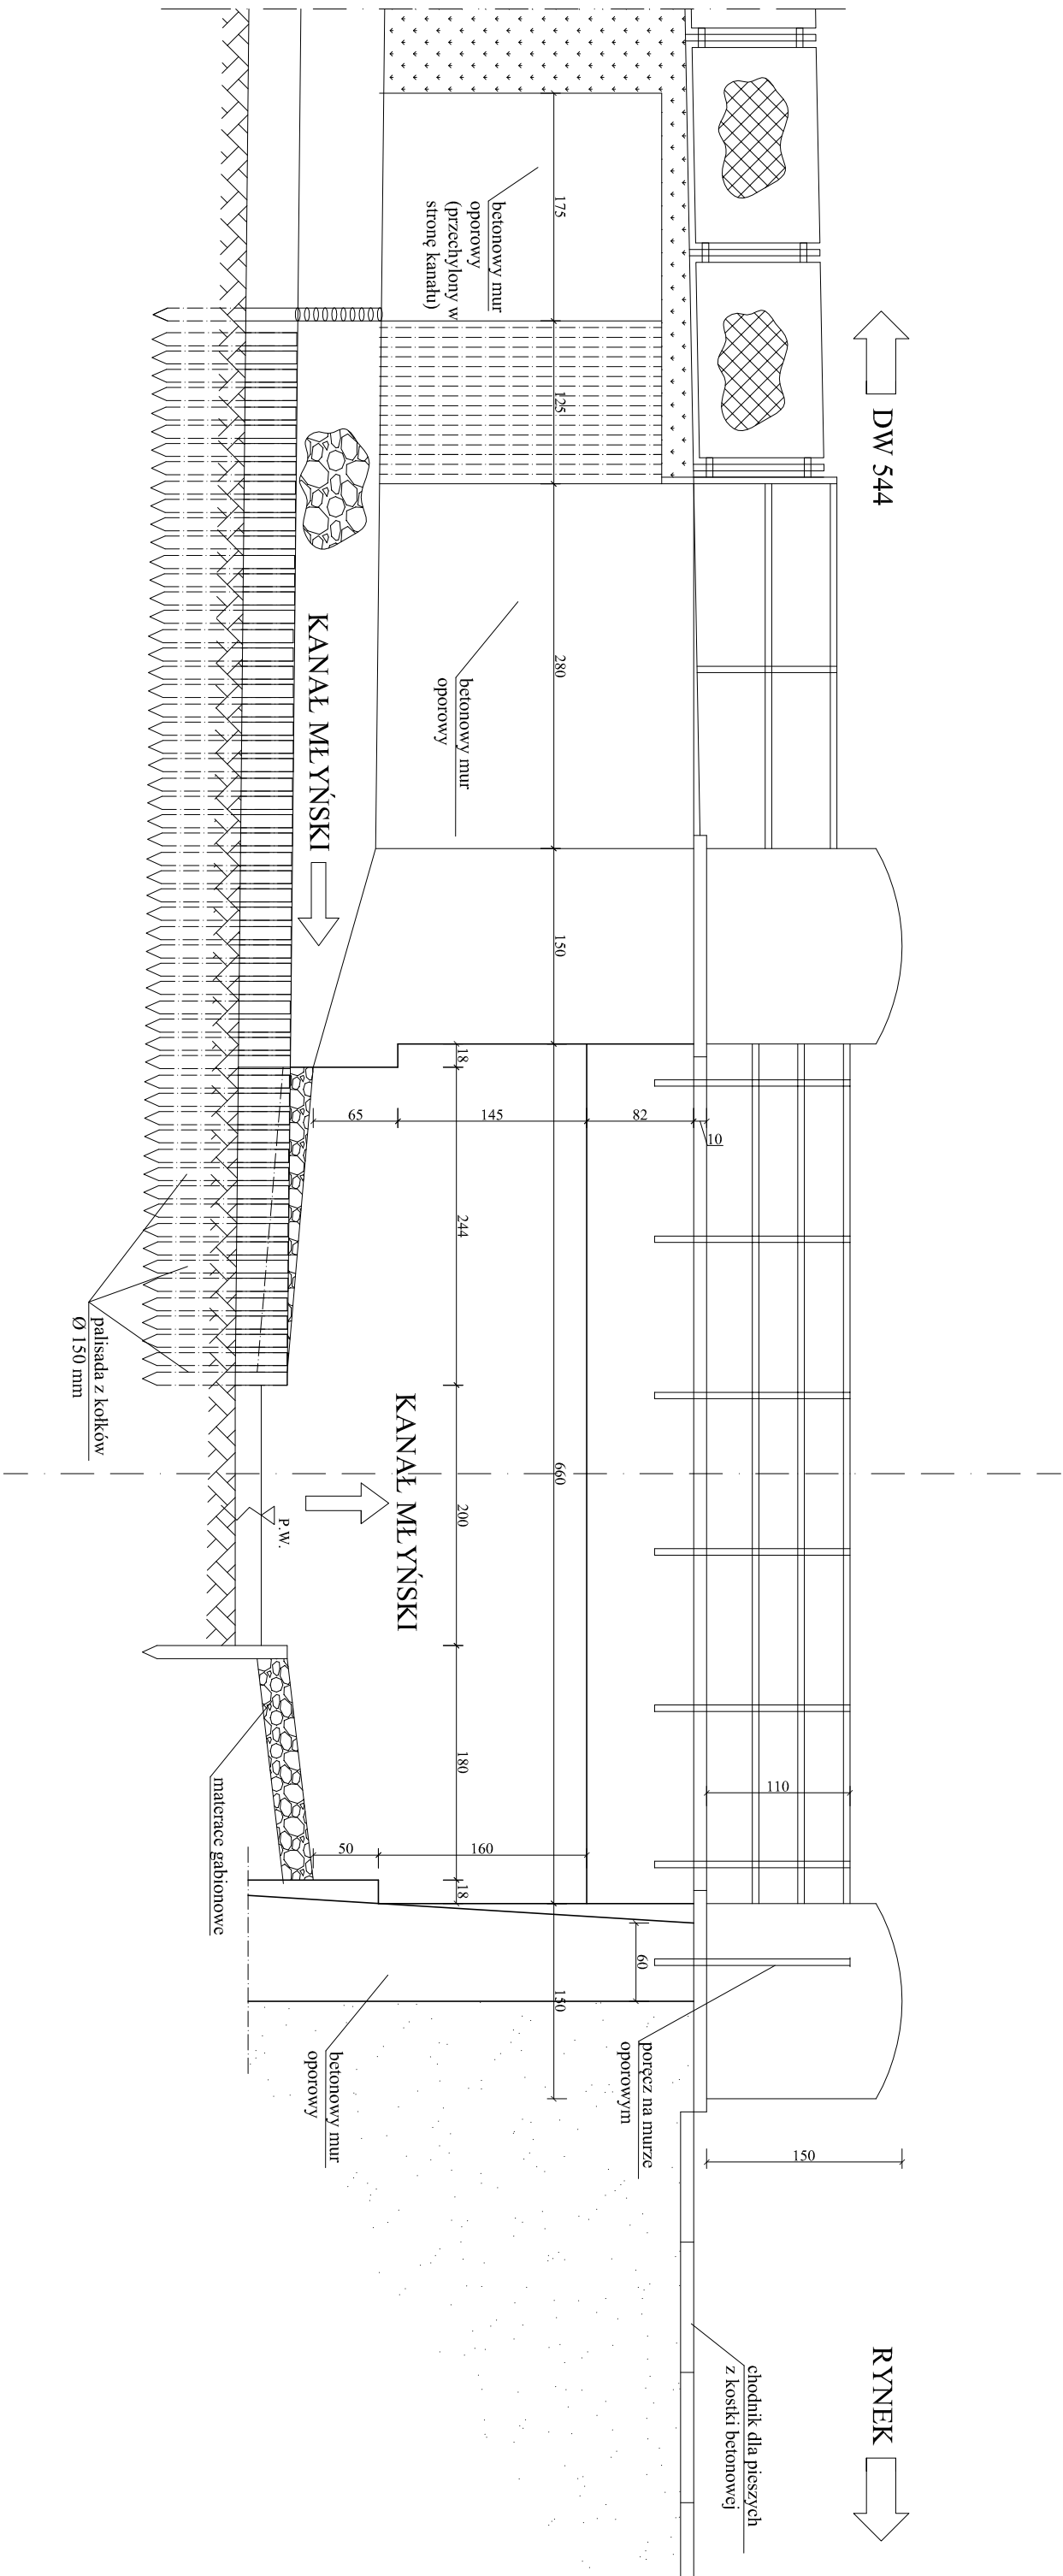 DW 544
RYNEK
175
125
280
150
660
150
betonowy mur
oporowy
(przechylony w
stronę kanału)
betonowy mur
oporowy
KANAŁ MŁYŃSKI
18
244
200
180
18
65
145
82
10
110
150
50
160
60
KANAŁ MŁYŃSKI
P.W.
palisada z kołków
Ø 150 mm
materace gabionowe
betonowy mur
oporowy
poręcz na murze
oporowym
chodnik dla pieszych
z kostki betonowej